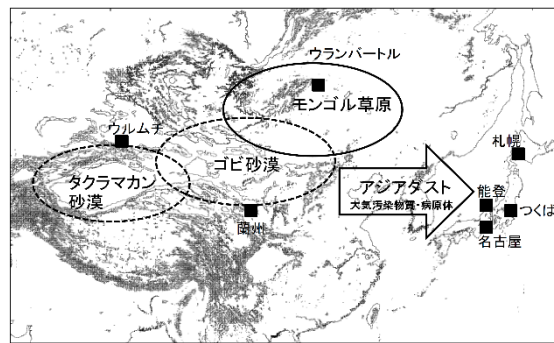 ウランバートル
モンゴル草原
ウルムチ
ゴビ砂漠
札幌
タクラマカン
砂漠
アジアダスト
大気汚染物質・病原体
能登
つくば
蘭州
名古屋